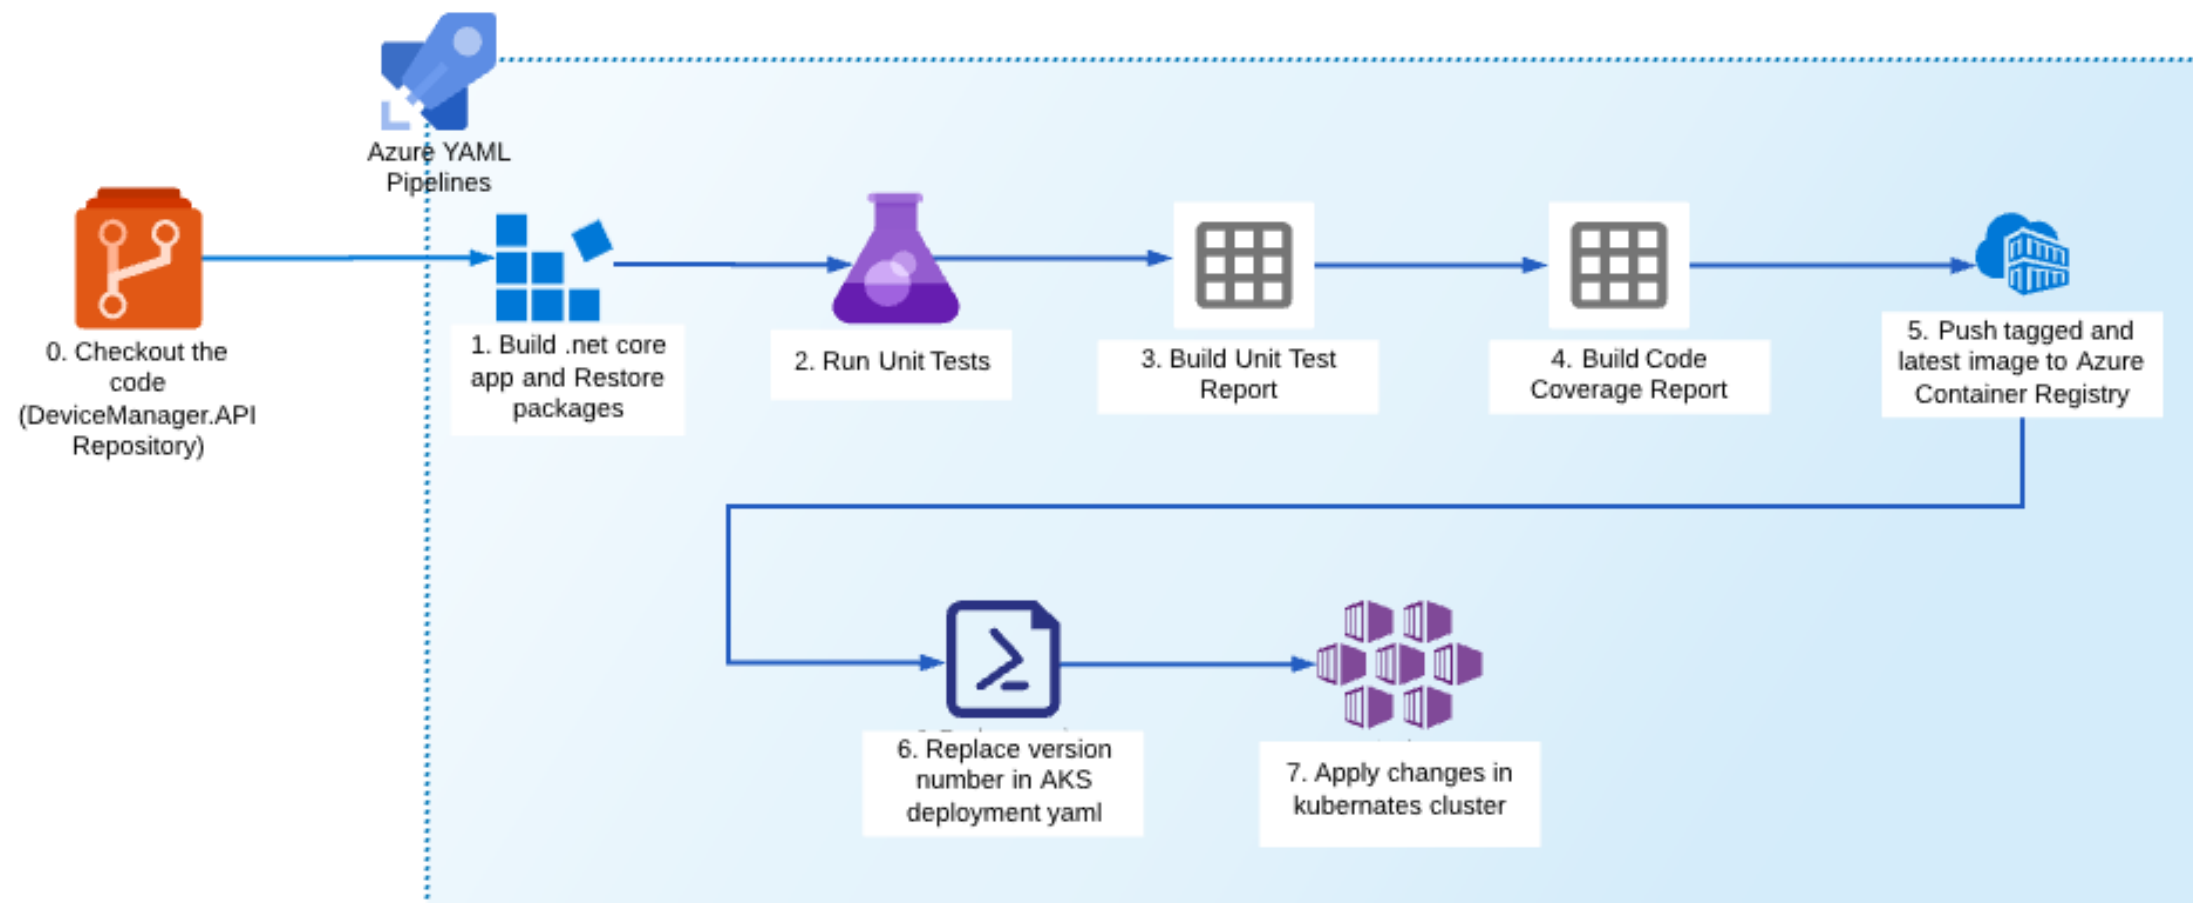 Azure YAML
Pipelines
0. Checkout the
code
(DeviceManager.API
Repository)
1. Build .net core
app and Restore
packages
2. Run Unit Tests
3. Build Unit Test
Report
4. Build Code
Coverage Report
5. Push tagged and
latest image to Azure
Container Registry
6. Replace version
number in AKS
deployment yaml
7. Apply changes in
kubernates cluster